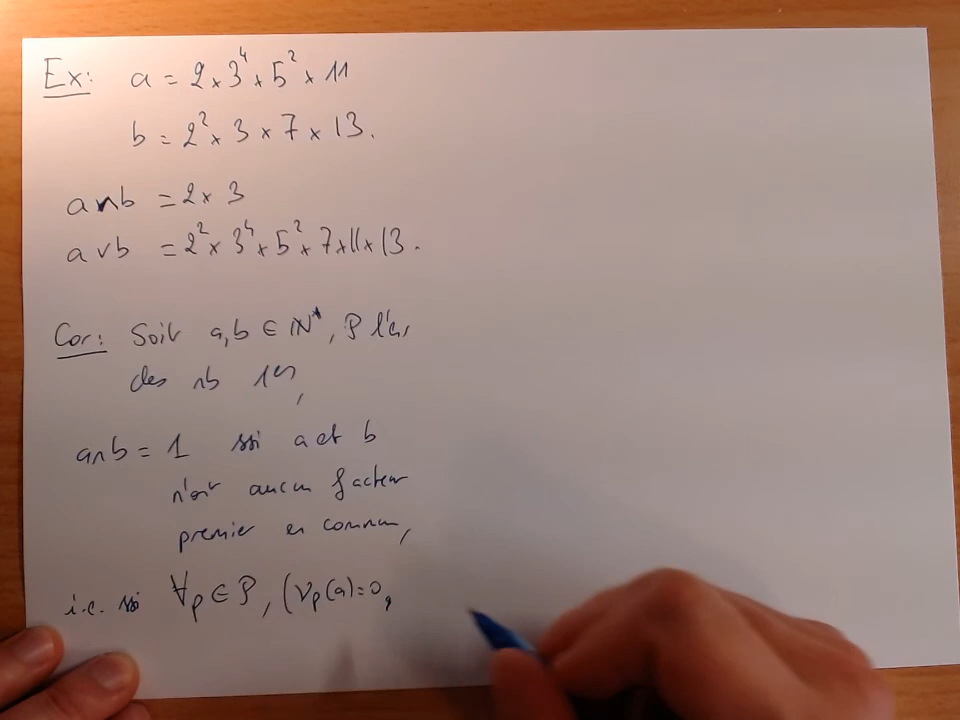 Ex: a = 2 × 3⁴ × 5² × 11
b = 2² × 3 × 7 × 13.
a∧b = 2 × 3
a∨b = 2² × 3⁴ × 5² × 7 × 11 × 13.
Cor: Soit a,b ∈ ℕ*, P l'ens
des nb 1ers,
a∧b = 1 ssi a et b
n'ont aucun facteur
premier en commun,
i.e. ssi ∀p ∈ P, (νp(a)=0,